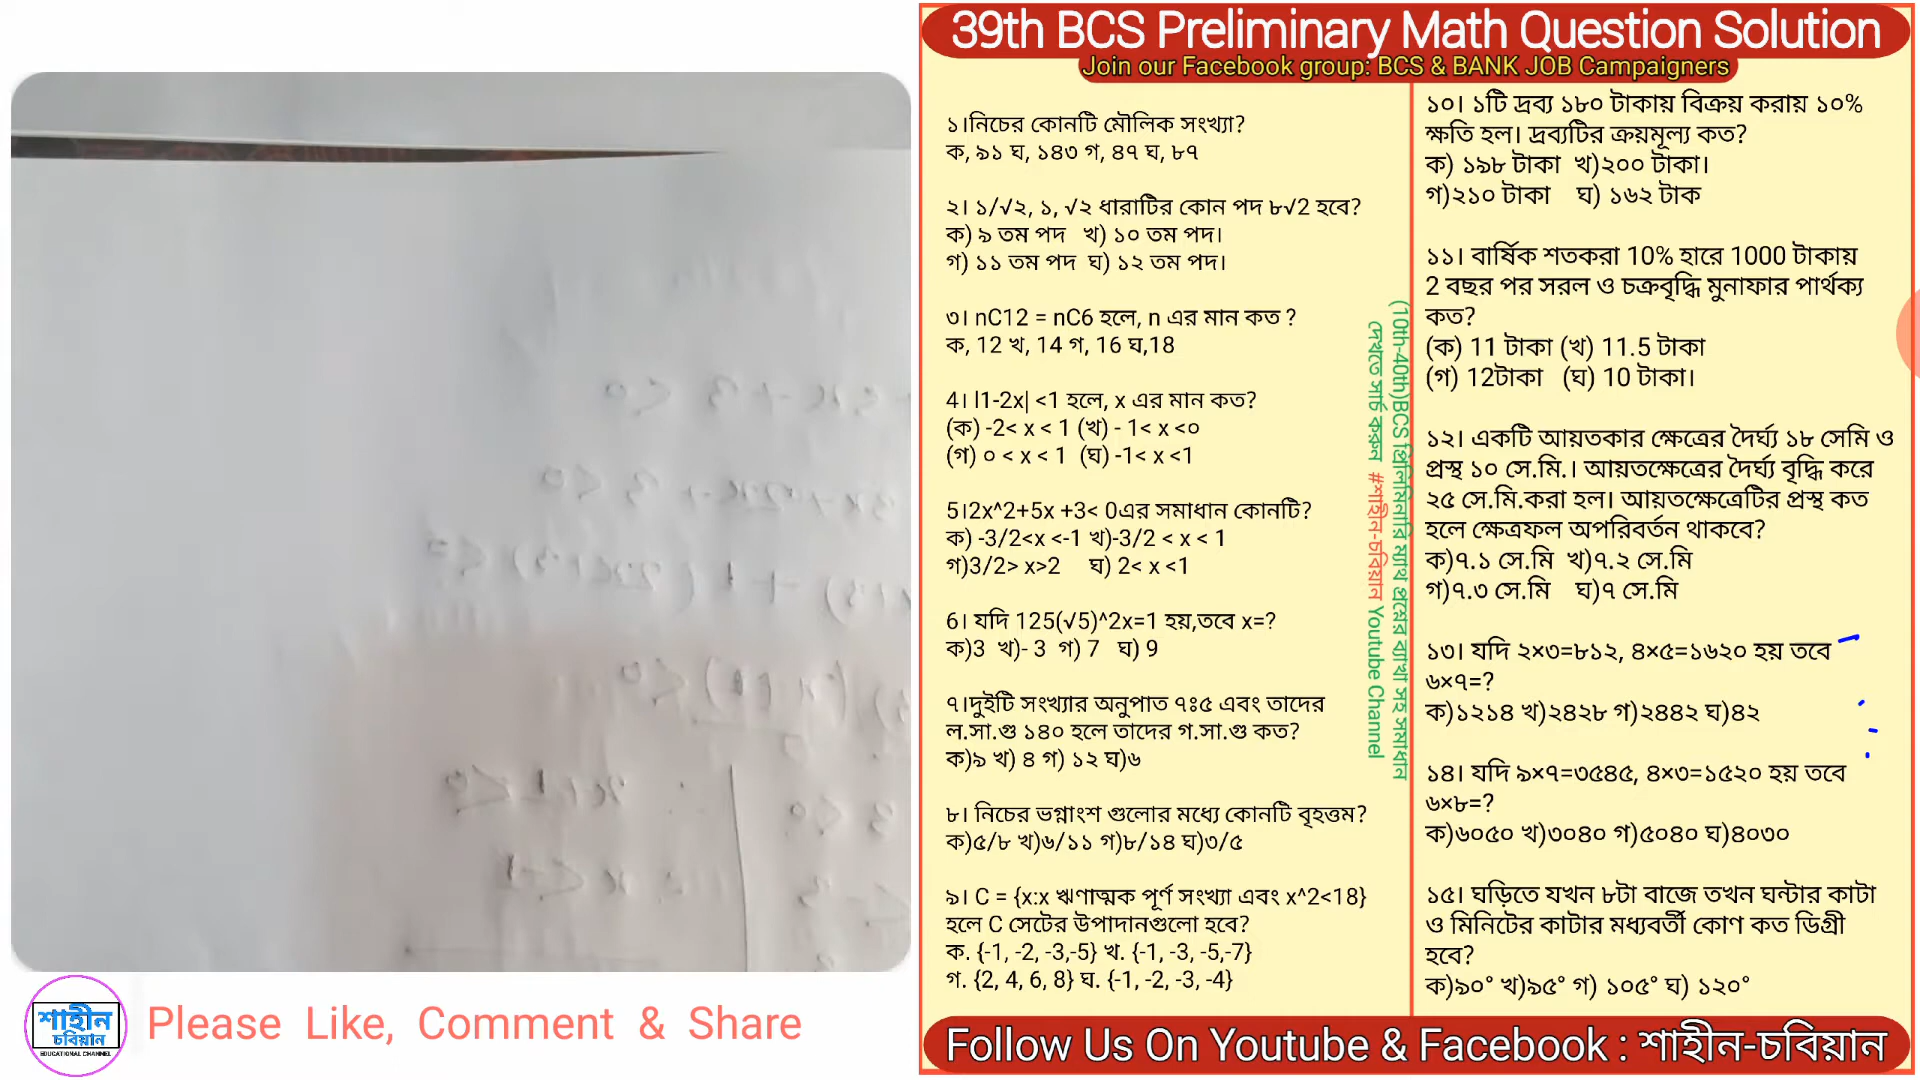 39th BCS Preliminary Math Question Solution
Join our Facebook group: BCS & BANK JOB Campaigners
১।নিচের কোনটি মৌলিক সংখ্যা?
ক, ৯১ ঘ, ১৪৩ গ, ৪৭ ঘ, ৮৭
২। ১/√২, ১, √২ ধারাটির কোন পদ ৮√2 হবে?
ক) ৯ তম পদ খ) ১০ তম পদ।
গ) ১১ তম পদ ঘ) ১২ তম পদ।
৩। nC12 = nC6 হলে, n এর মান কত ?
ক, 12 খ, 14 গ, 16 ঘ,18
4। l1-2x| <1 হলে, x এর মান কত?
(ক) -2< x < 1 (খ) - 1< x <০
(গ) ০ < x < 1 (ঘ) -1< x <1
5।2x^2+5x +3< 0এর সমাধান কোনটি?
ক) -3/2<x <-1 খ)-3/2 < x < 1
গ)3/2> x>2 ঘ) 2< x <1
6। যদি 125(√5)^2x=1 হয়,তবে x=?
ক)3 খ)- 3 গ) 7 ঘ) 9
৭।দুইটি সংখ্যার অনুপাত ৭ঃ৫ এবং তাদের
ল.সা.গু ১৪০ হলে তাদের গ.সা.গু কত?
ক)৯ খ) ৪ গ) ১২ ঘ)৬
৮। নিচের ভগ্নাংশ গুলোর মধ্যে কোনটি বৃহত্তম?
ক)৫/৮ খ)৬/১১ গ)৮/১৪ ঘ)৩/৫
৯। C = {x:x ঋণাত্মক পূর্ণ সংখ্যা এবং x^2<18}
হলে C সেটের উপাদানগুলো হবে?
ক. {-1, -2, -3,-5} খ. {-1, -3, -5,-7}
গ. {2, 4, 6, 8} ঘ. {-1, -2, -3, -4}
(10th-40th)BCS প্রিলিমিনারি ম্যাথ প্রশ্নের ব্যাখা সহ সমাধান
দেখতে সার্চ করুন #শাহীন-চবিয়ান Youtube Channel
১০। ১টি দ্রব্য ১৮০ টাকায় বিক্রয় করায় ১০%
ক্ষতি হল। দ্রব্যটির ক্রয়মূল্য কত?
ক) ১৯৮ টাকা খ)২০০ টাকা।
গ)২১০ টাকা ঘ) ১৬২ টাক
১১। বার্ষিক শতকরা 10% হারে 1000 টাকায়
2 বছর পর সরল ও চক্রবৃদ্ধি মুনাফার পার্থক্য
কত?
(ক) 11 টাকা (খ) 11.5 টাকা
(গ) 12টাকা (ঘ) 10 টাকা।
১২। একটি আয়তকার ক্ষেত্রের দৈর্ঘ্য ১৮ সেমি ও
প্রস্থ ১০ সে.মি.। আয়তক্ষেত্রের দৈর্ঘ্য বৃদ্ধি করে
২৫ সে.মি.করা হল। আয়তক্ষেত্রেটির প্রস্থ কত
হলে ক্ষেত্রফল অপরিবর্তন থাকবে?
ক)৭.১ সে.মি খ)৭.২ সে.মি
গ)৭.৩ সে.মি ঘ)৭ সে.মি
১৩। যদি ২×৩=৮১২, ৪×৫=১৬২০ হয় তবে
৬×৭=?
ক)১২১৪ খ)২৪২৮ গ)২৪৪২ ঘ)৪২
১৪। যদি ৯×৭=৩৫৪৫, ৪×৩=১৫২০ হয় তবে
৬×৮=?
ক)৬০৫০ খ)৩০৪০ গ)৫০৪০ ঘ)৪০৩০
১৫। ঘড়িতে যখন ৮টা বাজে তখন ঘন্টার কাটা
ও মিনিটের কাটার মধ্যবর্তী কোণ কত ডিগ্রী
হবে?
ক)৯০° খ)৯৫° গ) ১০৫° ঘ) ১২০°
শাহীন
চবিয়ান
EDUCATIONAL CHANNEL
Please Like, Comment & Share
Follow Us On Youtube & Facebook : শাহীন-চবিয়ান